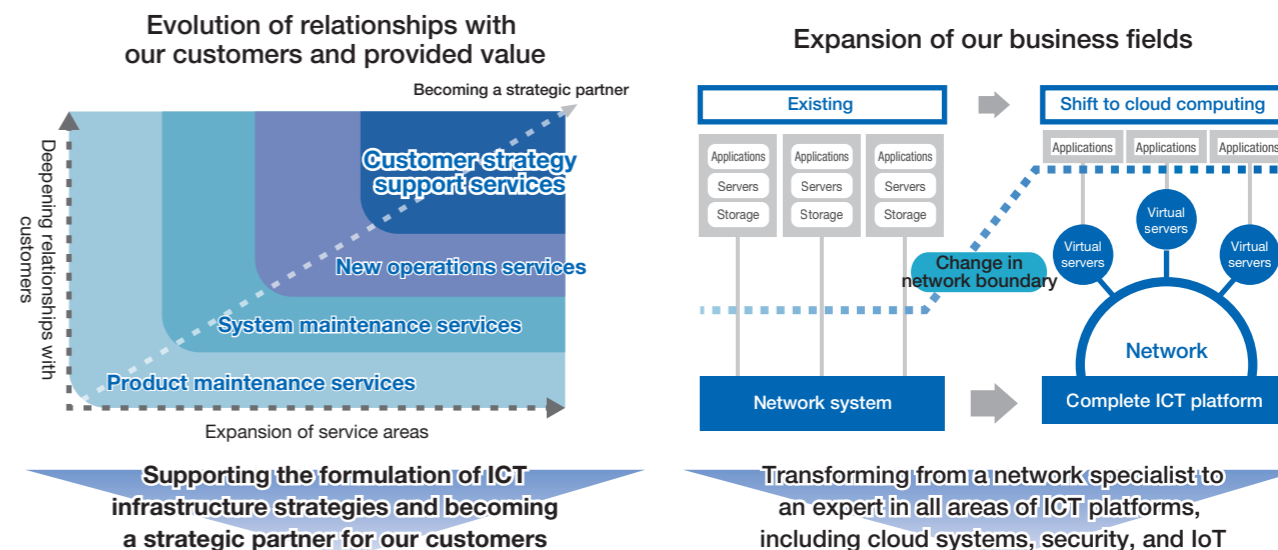 Evolution of relationships with
our customers and provided value
Becoming a strategic partner
Deepening relationships with
customers
Customer strategy
support services
New operations services
System maintenance services
Product maintenance services
Expansion of service areas
Supporting the formulation of ICT
infrastructure strategies and becoming
a strategic partner for our customers
Expansion of our business fields
Existing
Shift to cloud computing
Applications
Servers
Storage
Applications
Servers
Storage
Applications
Servers
Storage
Applications
Applications
Applications
Virtual
servers
Virtual
servers
Virtual
servers
Change in
network boundary
Network
Network system
Complete ICT platform
Transforming from a network specialist to
an expert in all areas of ICT platforms,
including cloud systems, security, and IoT